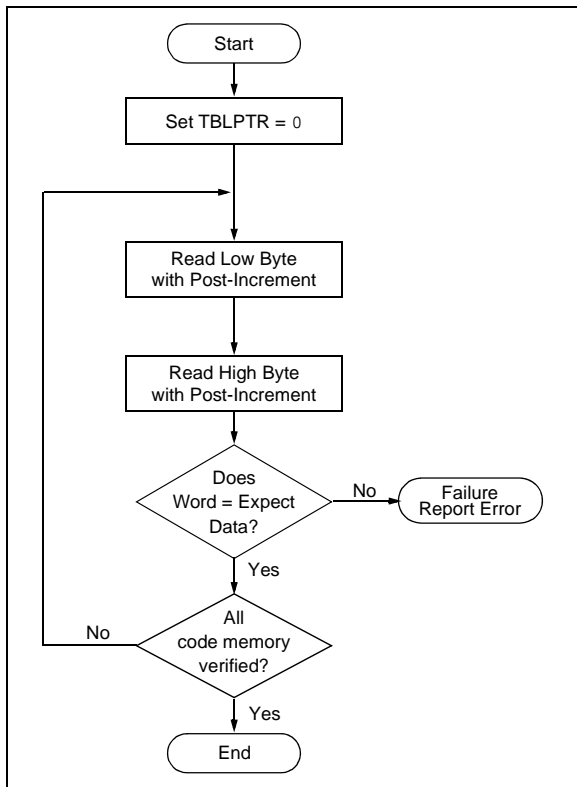 Start
Set TBLPTR = 0
Read Low Byte
with Post-Increment
Read High Byte
with Post-Increment
Does
Word = Expect
Data?
No
Failure
Report Error
Yes
All
code memory
verified?
No
Yes
End